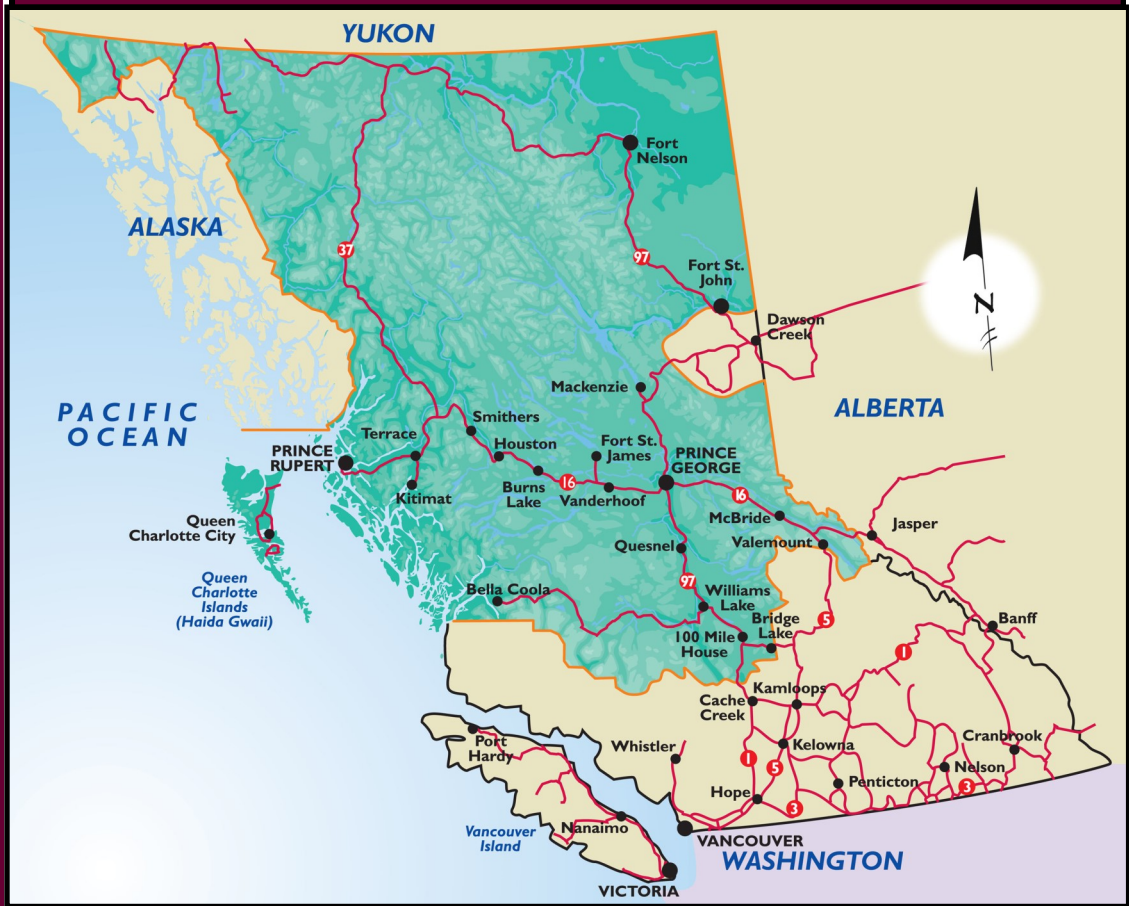 YUKON
Fort
Nelson
ALASKA
37
97
Fort St.
John
N
Dawson
Creek
Mackenzie
ALBERTA
PACIFIC
OCEAN
Smithers
Terrace
Houston
Fort St.
James
PRINCE
RUPERT
PRINCE
GEORGE
Kitimat
Burns
Lake
16
Vanderhoof
16
McBride
Jasper
Queen
Charlotte City
Quesnel
Valemount
Queen
Charlotte
Islands
(Haida Gwaii)
97
Bella Coola
Williams
Lake
5
Bridge
Lake
Banff
100 Mile
House
1
Kamloops
Cache
Creek
Port
Hardy
Whistler
Kelowna
Cranbrook
1
5
Nelson
Penticton
Hope
3
3
Nanaimo
Vancouver
Island
VANCOUVER
WASHINGTON
VICTORIA